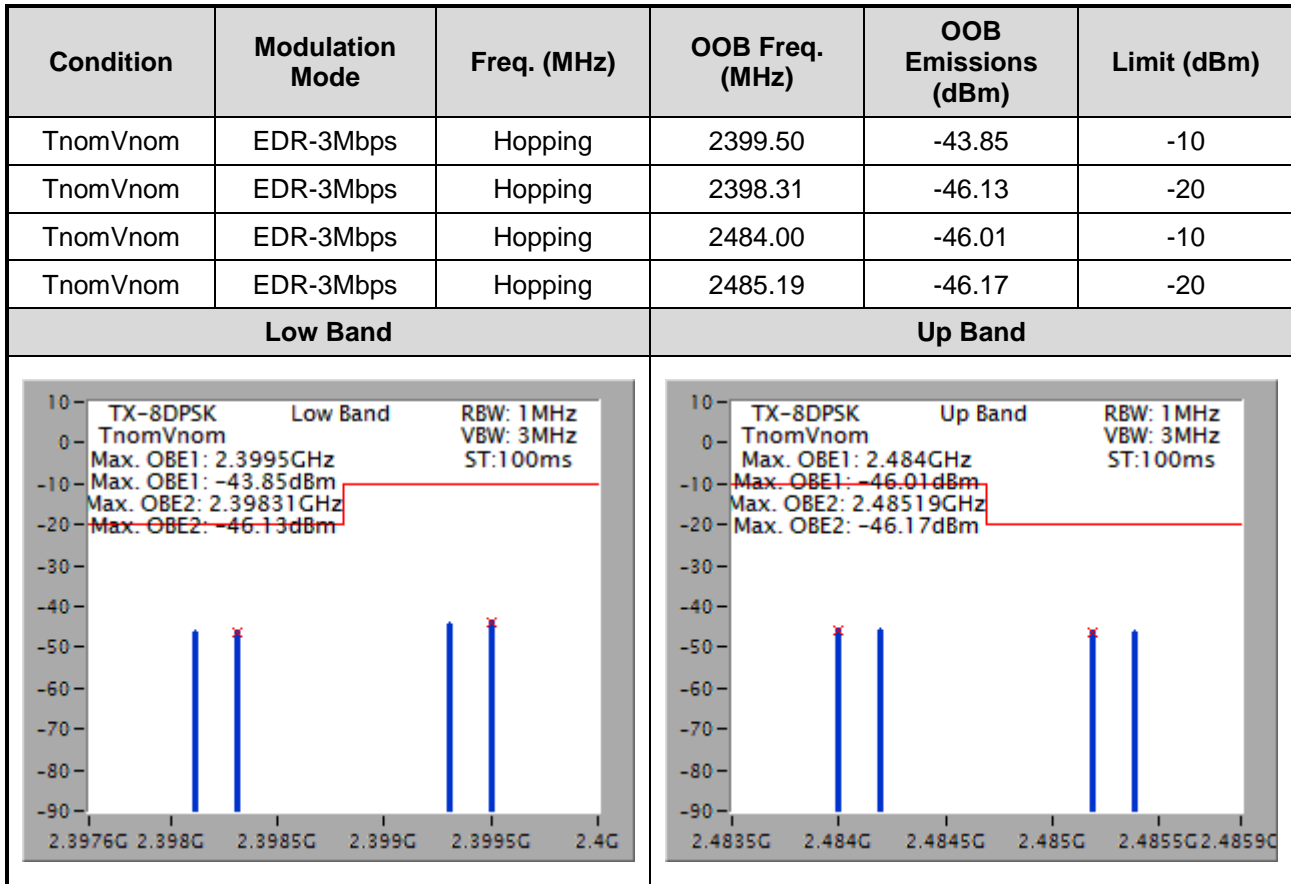 Condition Modulation Mode Freq. (MHz) OOB Freq. (MHz) OOB Emissions (dBm) Limit (dBm)
TnomVnom EDR-3Mbps Hopping 2399.50 -43.85 -10
TnomVnom EDR-3Mbps Hopping 2398.31 -46.13 -20
TnomVnom EDR-3Mbps Hopping 2484.00 -46.01 -10
TnomVnom EDR-3Mbps Hopping 2485.19 -46.17 -20
Low Band Up Band
TX-8DPSK Low Band RBW: 1MHz
TnomVnom VBW: 3MHz
Max. OBE1: 2.3995GHz ST:100ms
Max. OBE1: -43.85dBm
Max. OBE2: 2.39831GHz
Max. OBE2: -46.13dBm
10
0
-10
-20
-30
-40
-50
-60
-70
-80
-90
2.3976G 2.398G 2.3985G 2.399G 2.3995G 2.4G
TX-8DPSK Up Band RBW: 1MHz
TnomVnom VBW: 3MHz
Max. OBE1: 2.484GHz ST:100ms
Max. OBE1: -46.01dBm
Max. OBE2: 2.48519GHz
Max. OBE2: -46.17dBm
10
0
-10
-20
-30
-40
-50
-60
-70
-80
-90
2.4835G 2.484G 2.4845G 2.485G 2.4855G 2.4859G